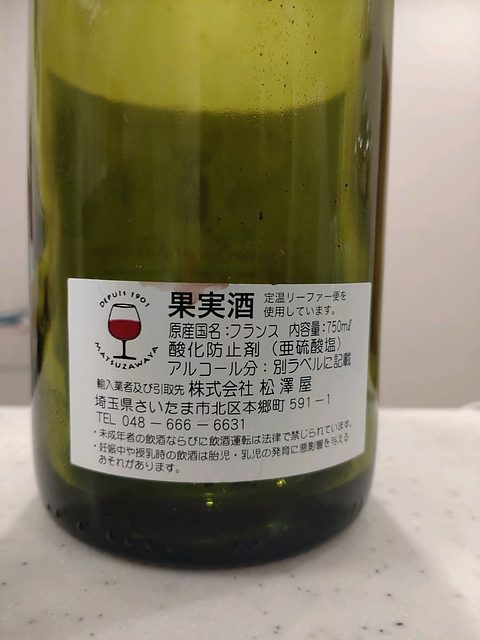 DEPUIS 1901
MATSUZAWAYA
果実酒 定温リーファー便を
使用しています。
原産国名:フランス 内容量:750mℓ
酸化防止剤(亜硫酸塩)
アルコール分:別ラベルに記載
輸入業者及び引取先 株式会社 松澤屋
埼玉県さいたま市北区本郷町591-1
TEL 048-666-6631
・未成年者の飲酒ならびに飲酒運転は法律で禁じられています。
・妊娠中や授乳時の飲酒は胎児・乳児の発育に悪影響を与える
おそれがあります。